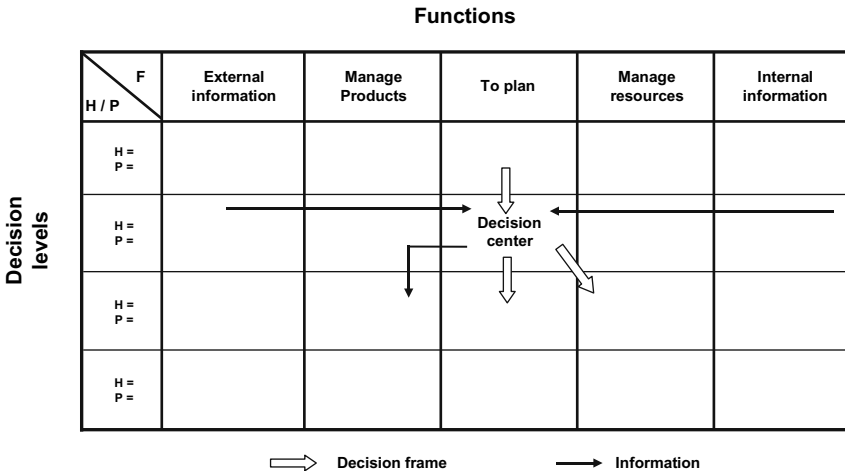 Functions
F
H / P
External
information
Manage
Products
To plan
Manage
resources
Internal
information
Decision
levels
H =
P =
H =
P =
Decision
center
H =
P =
H =
P =
Decision frame
Information